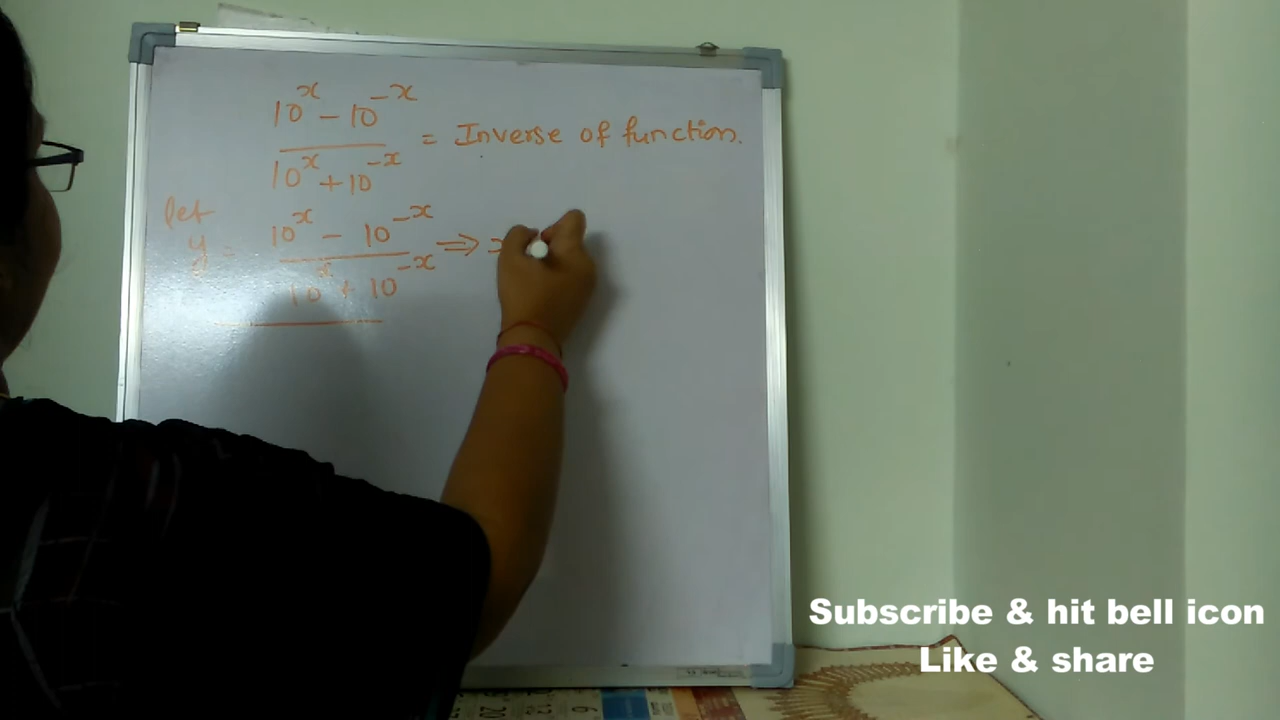 10^x - 10^-x
10^x + 10^-x = Inverse of function.
let
y = 10^x - 10^-x ⇒ x
10^x + 10^-x
Subscribe & hit bell icon
Like & share